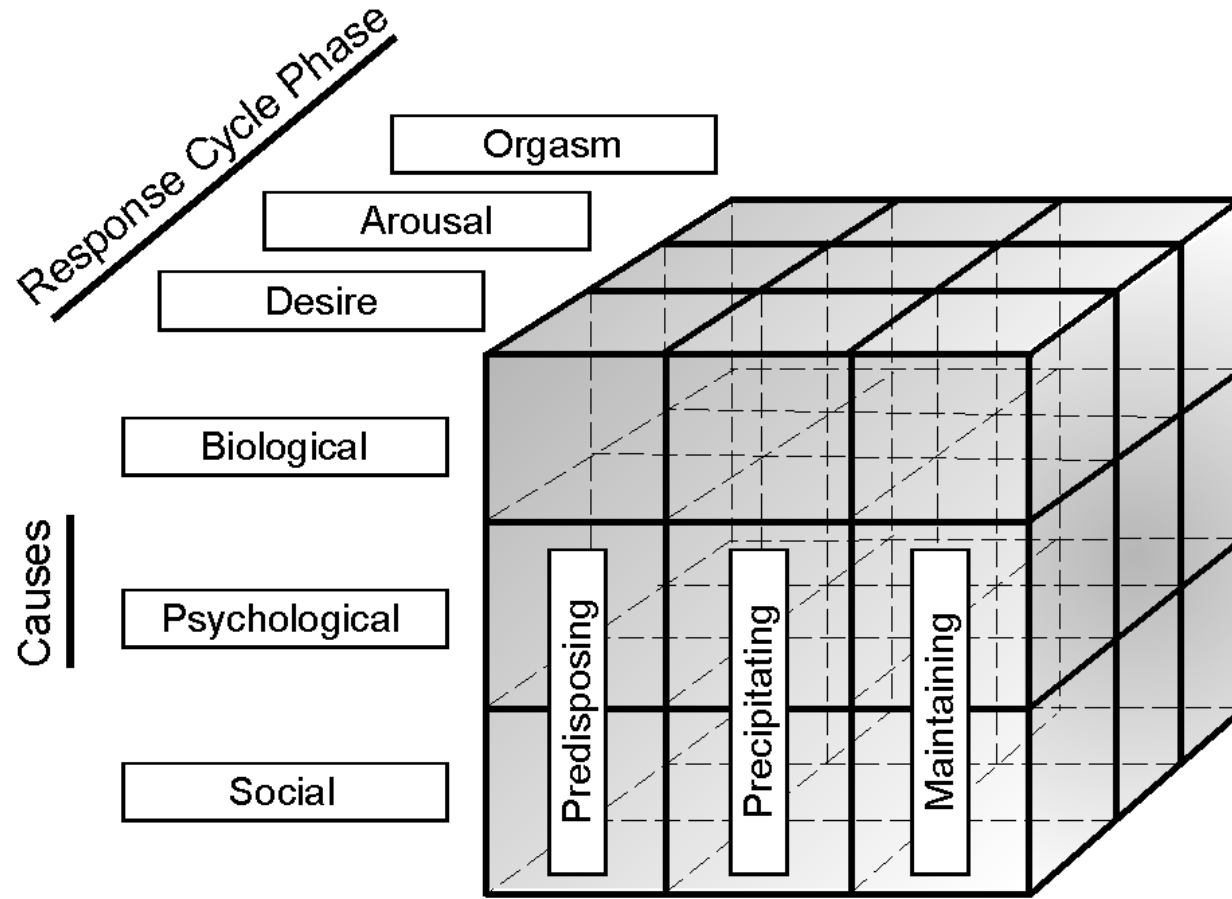 Response Cycle Phase
Orgasm
Arousal
Desire
Biological
Causes
Psychological
Social
Predisposing
Precipitating
Maintaining